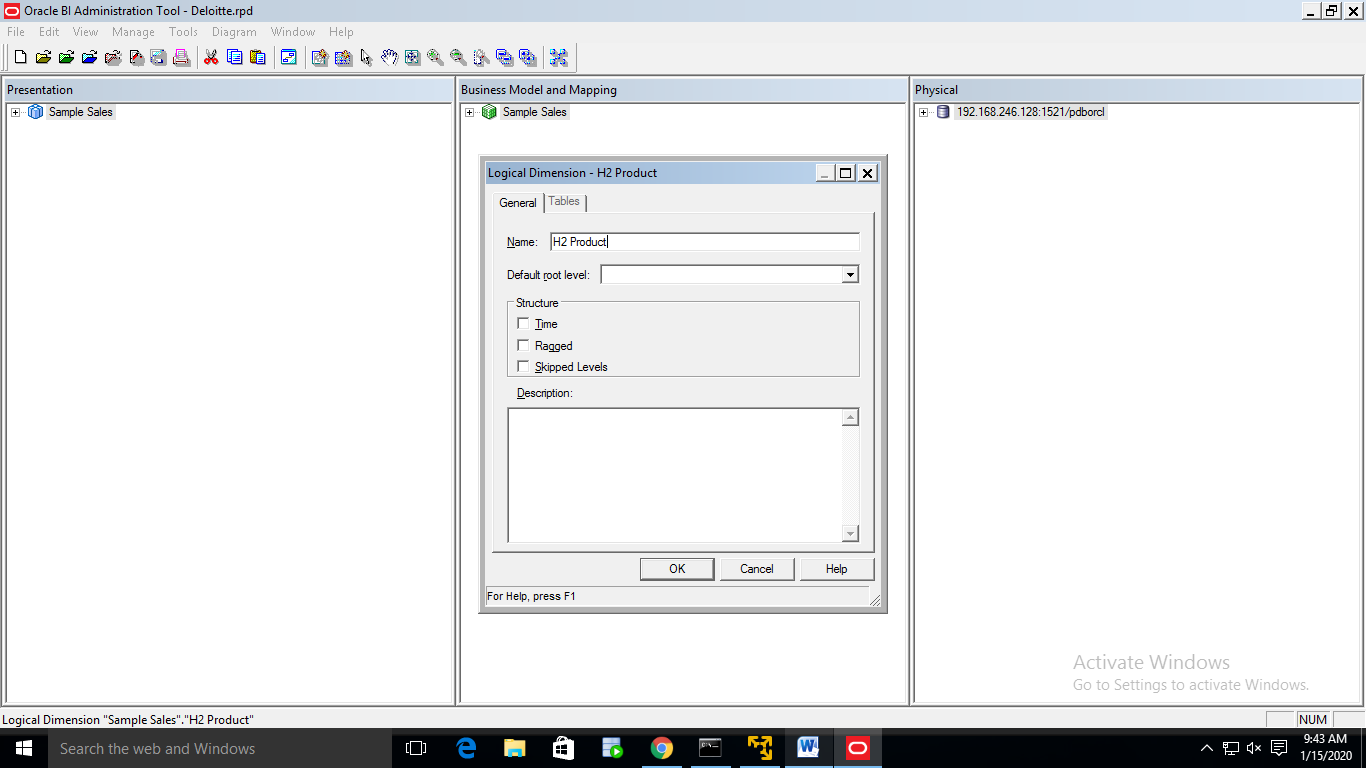 Oracle BI Administration Tool - Deloitte.rpd
File Edit View Manage Tools Diagram Window Help
Presentation
Business Model and Mapping
Physical
Sample Sales
Sample Sales
192.168.246.128:1521/pdborcl
Logical Dimension - H2 Product
General
Tables
Name:
H2 Product
Default root level:
Structure
Time
Ragged
Skipped Levels
Description:
OK
Cancel
Help
For Help, press F1
Activate Windows
Go to Settings to activate Windows.
Logical Dimension "Sample Sales"."H2 Product"
NUM
Search the web and Windows
9:43 AM
1/15/2020